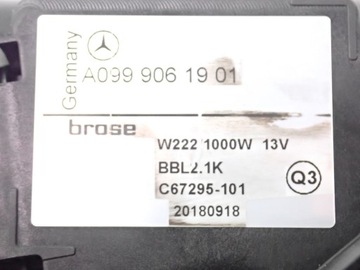 Germany
A099 906 19 01
brose
W222 1000W 13V
BBL2.1K
C67295-101
Q3
20180918